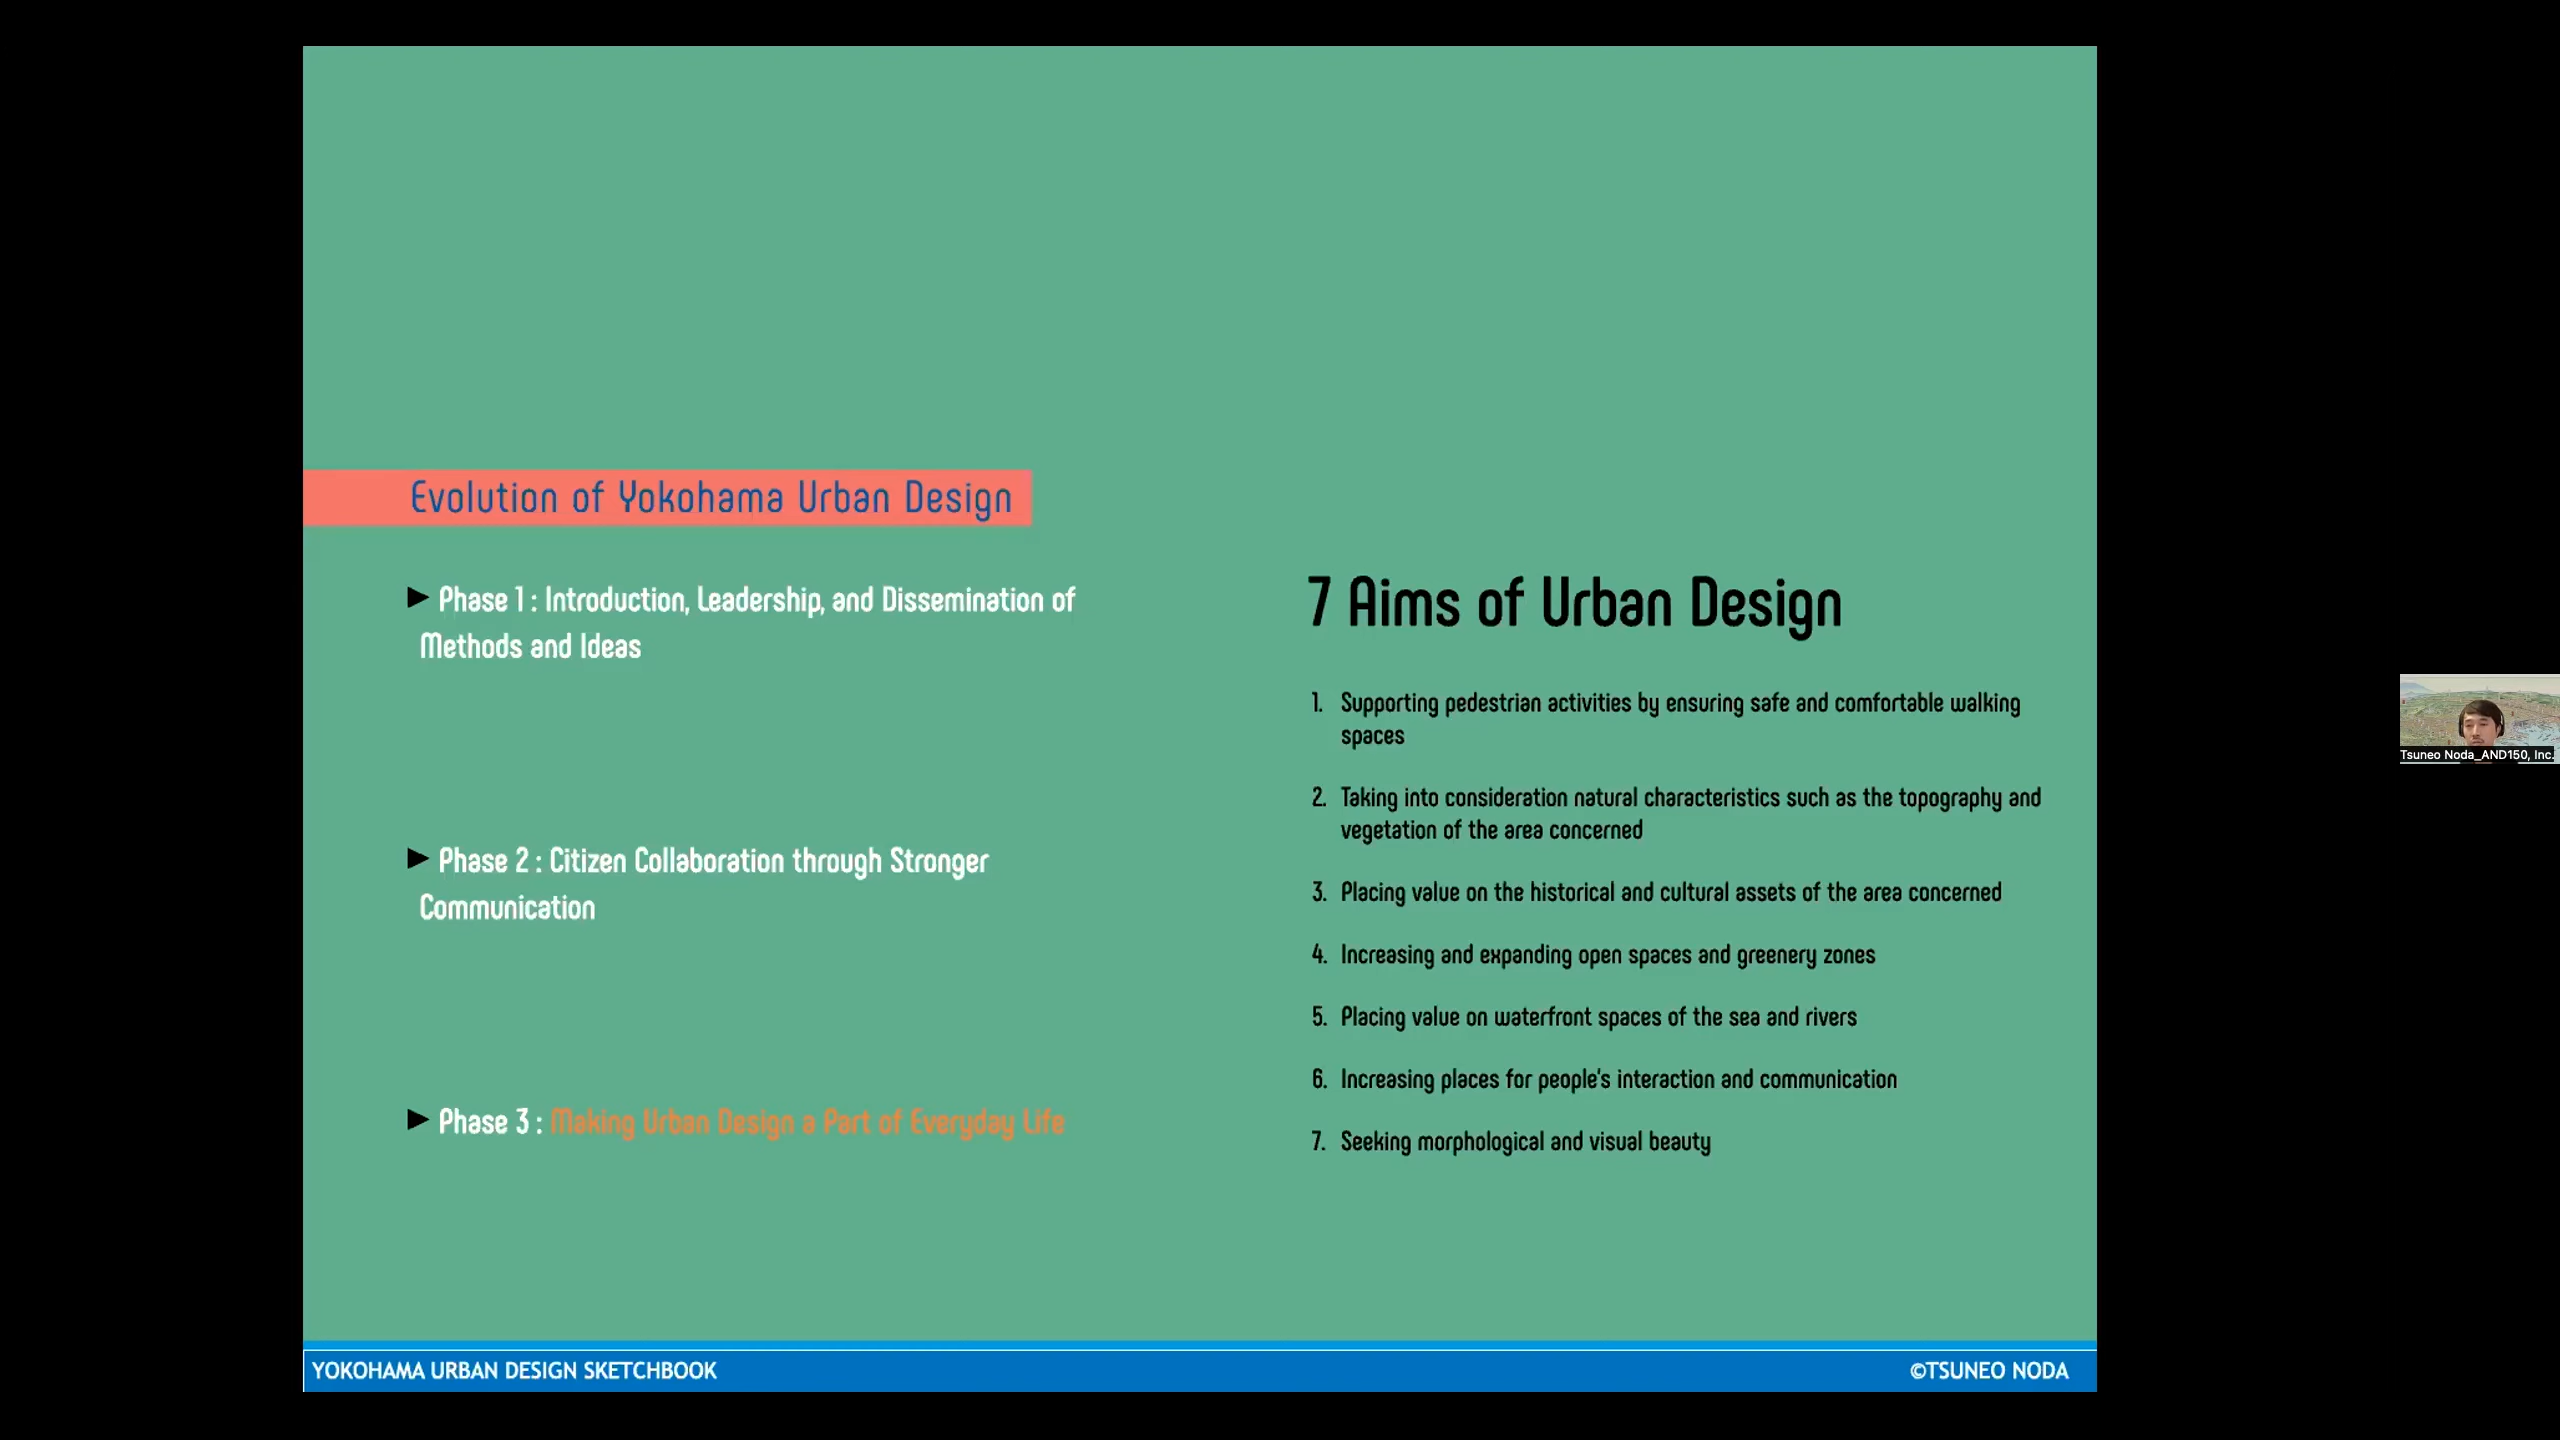 Evolution of Yokohama Urban Design
▶ Phase 1 : Introduction, Leadership, and Dissemination of
Methods and Ideas
▶ Phase 2 : Citizen Collaboration through Stronger
Communication
▶ Phase 3 : Making Urban Design a Part of Everyday Life
7 Aims of Urban Design
1. Supporting pedestrian activities by ensuring safe and comfortable walking
spaces
2. Taking into consideration natural characteristics such as the topography and
vegetation of the area concerned
3. Placing value on the historical and cultural assets of the area concerned
4. Increasing and expanding open spaces and greenery zones
5. Placing value on waterfront spaces of the sea and rivers
6. Increasing places for people's interaction and communication
7. Seeking morphological and visual beauty
YOKOHAMA URBAN DESIGN SKETCHBOOK
©TSUNEO NODA
Tsuneo Noda_AND150, Inc.